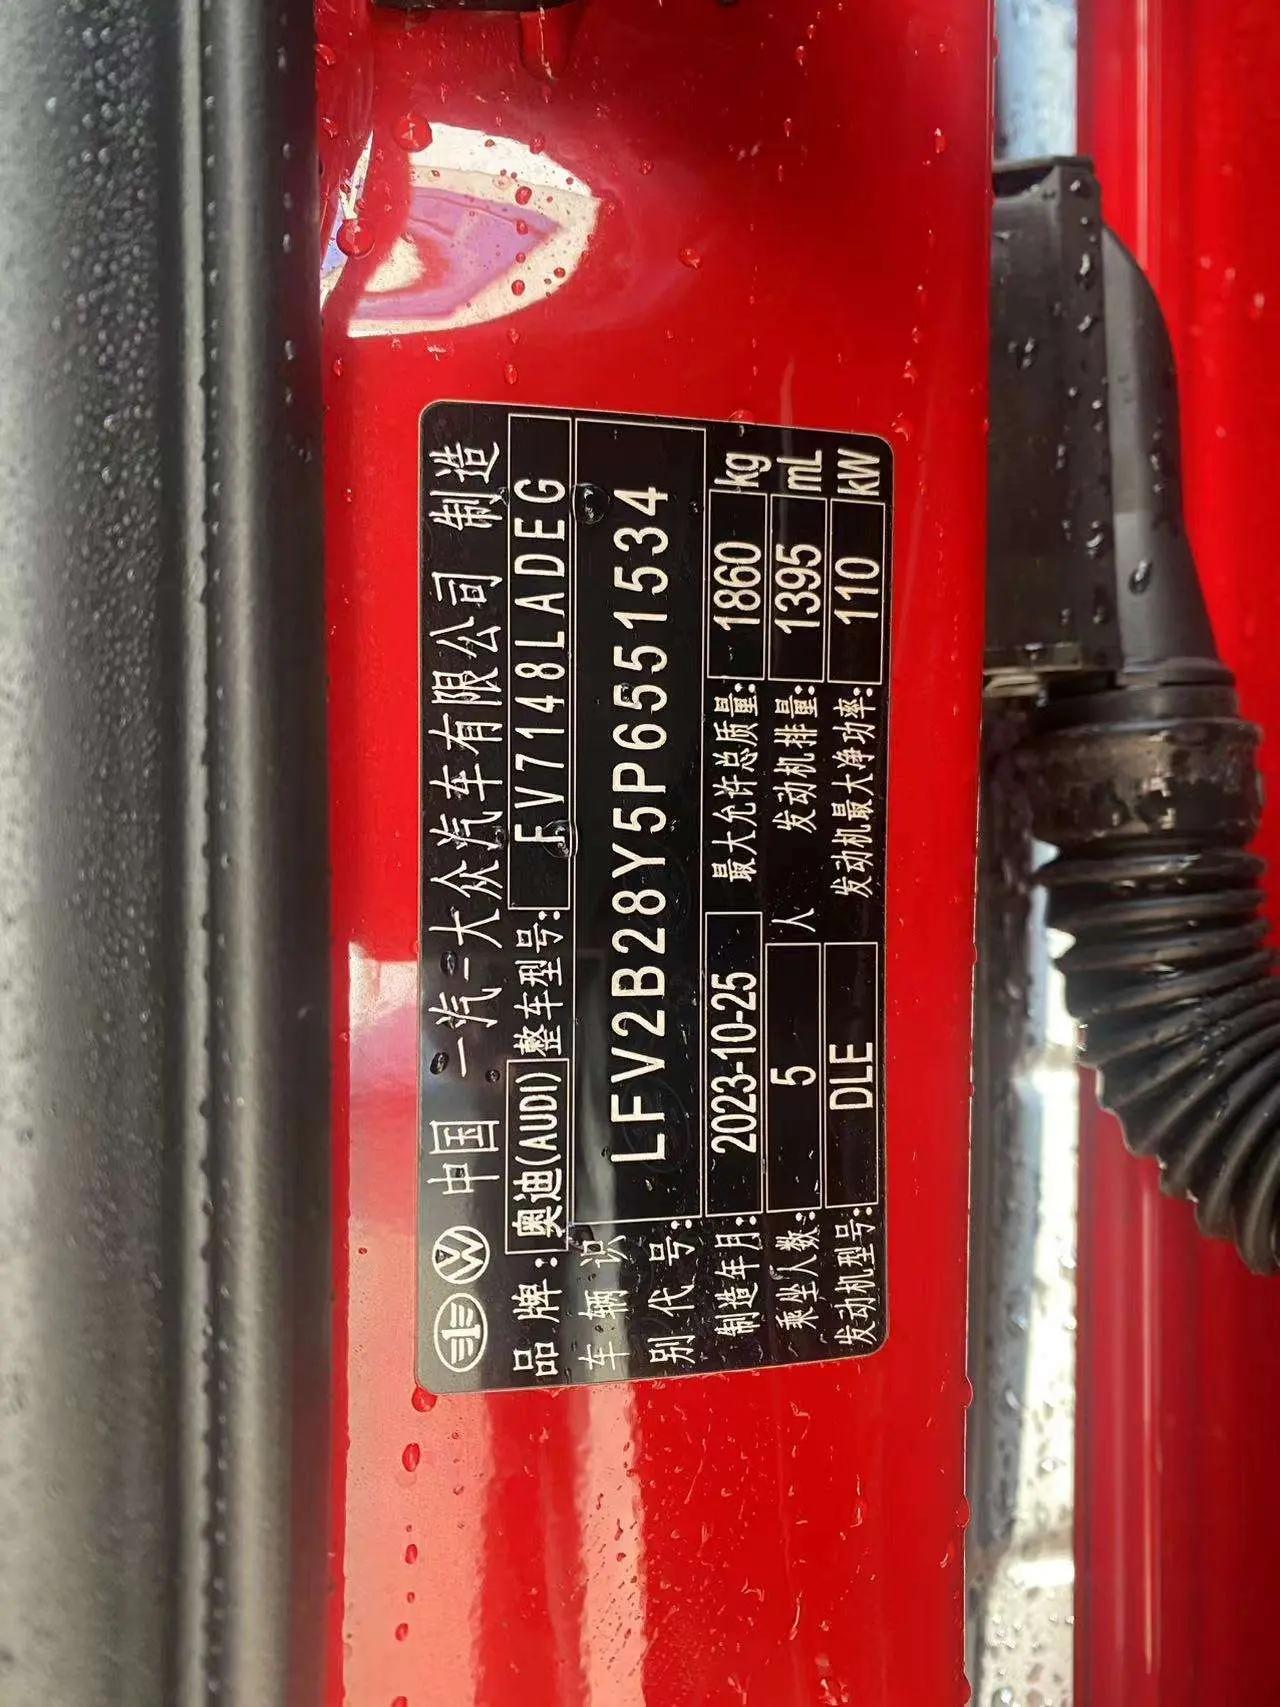 中国 一汽-大众汽车有限公司 制造
品牌: 奥迪(AUDI) 整车型号: FV7148LADEG
车辆识别代号: LFV2B28Y5P6551534
制造年月: 2023-10-25 最大允许总质量: 1860 kg
乘坐人数: 5 人 发动机排量: 1395 mL
发动机型号: DLE 发动机最大净功率: 110 kW